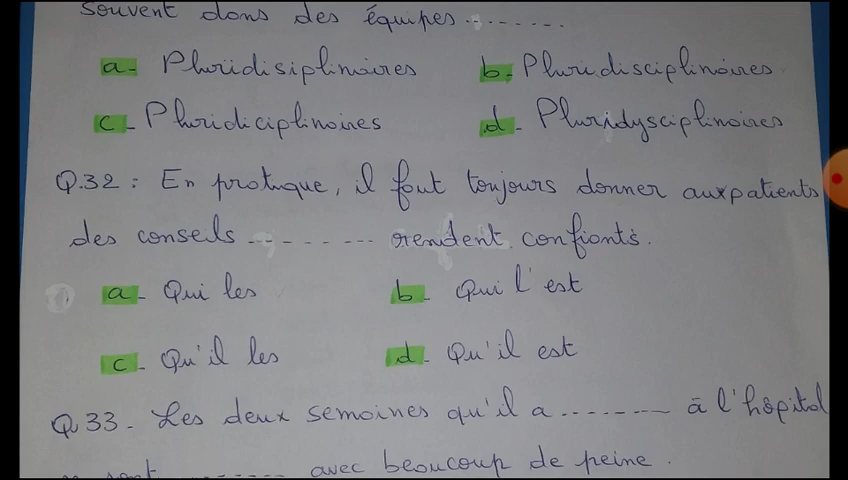 souvent dans des équipes .........
a- Pluridisiplinaires b- Pluridisciplinaires
c- Pluridiciplinaires d- Pluridysciplinaires
Q.32 : En pratique, il faut toujours donner aux patients
des conseils --------- rendent confiants.
a- Qui les b- Qui l'est
c- Qu'il les d- Qu'il est
Q 33 - Les deux semaines qu'il a -------- à l'hôpital
sont -------- avec beaucoup de peine.